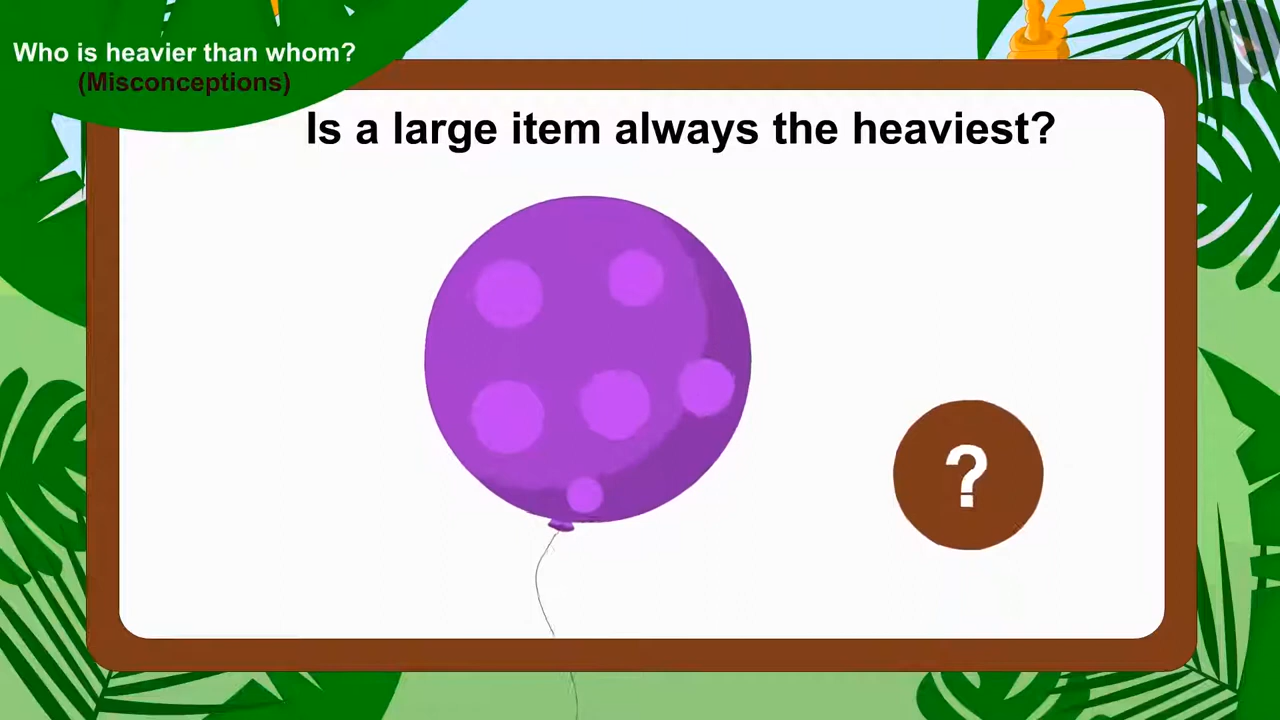 Who is heavier than whom?
(Misconceptions)
Is a large item always the heaviest?
?